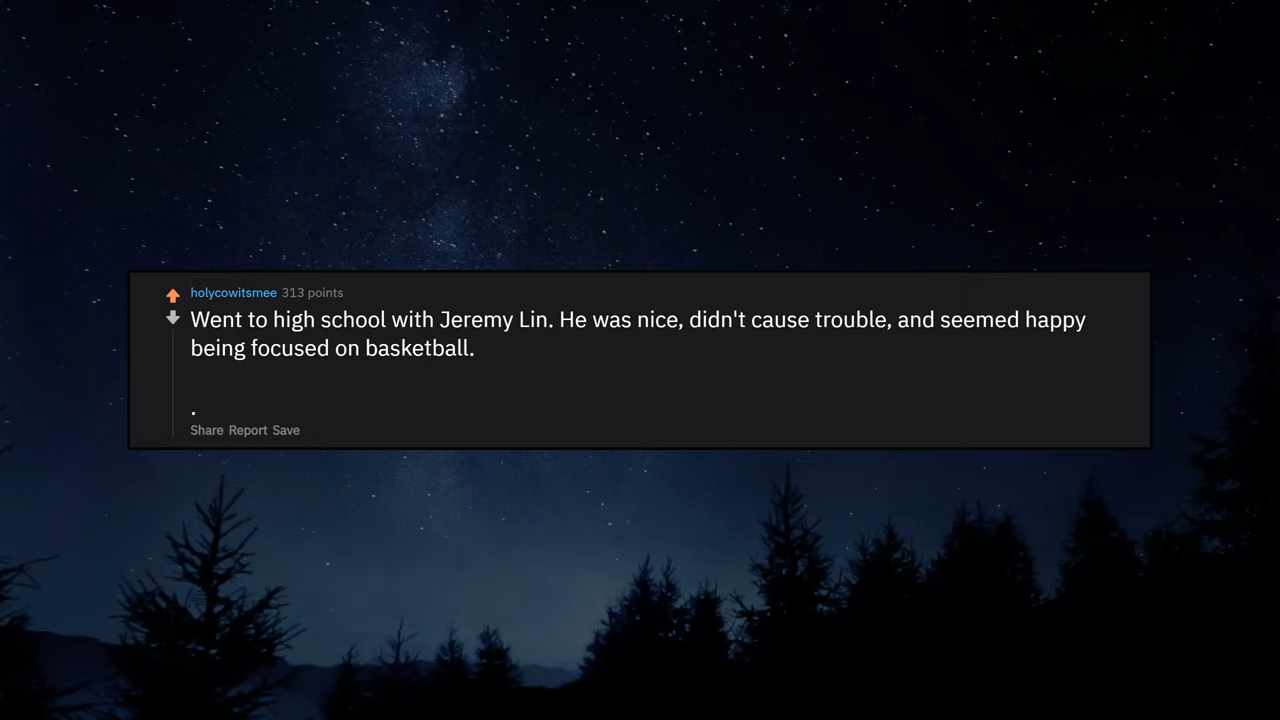 holycowitsmee 313 points
Went to high school with Jeremy Lin. He was nice, didn't cause trouble, and seemed happy
being focused on basketball.
.
Share Report Save